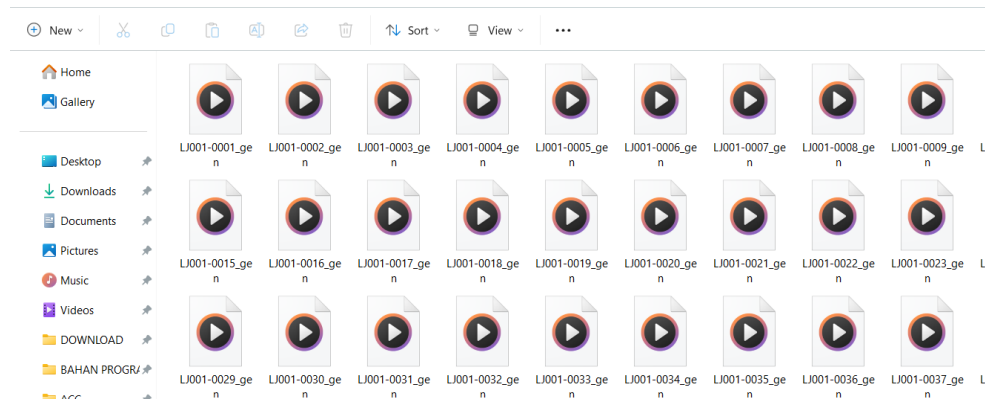 New
Sort
View
Home
Gallery
Desktop
Downloads
Documents
Pictures
Music
Videos
DOWNLOAD
BAHAN PROGRA
LJ001-0001_ge
n
LJ001-0002_ge
n
LJ001-0003_ge
n
LJ001-0004_ge
n
LJ001-0005_ge
n
LJ001-0006_ge
n
LJ001-0007_ge
n
LJ001-0008_ge
n
LJ001-0009_ge
n
LJ001-0015_ge
n
LJ001-0016_ge
n
LJ001-0017_ge
n
LJ001-0018_ge
n
LJ001-0019_ge
n
LJ001-0020_ge
n
LJ001-0021_ge
n
LJ001-0022_ge
n
LJ001-0023_ge
n
LJ001-0029_ge
n
LJ001-0030_ge
n
LJ001-0031_ge
n
LJ001-0032_ge
n
LJ001-0033_ge
n
LJ001-0034_ge
n
LJ001-0035_ge
n
LJ001-0036_ge
n
LJ001-0037_ge
n